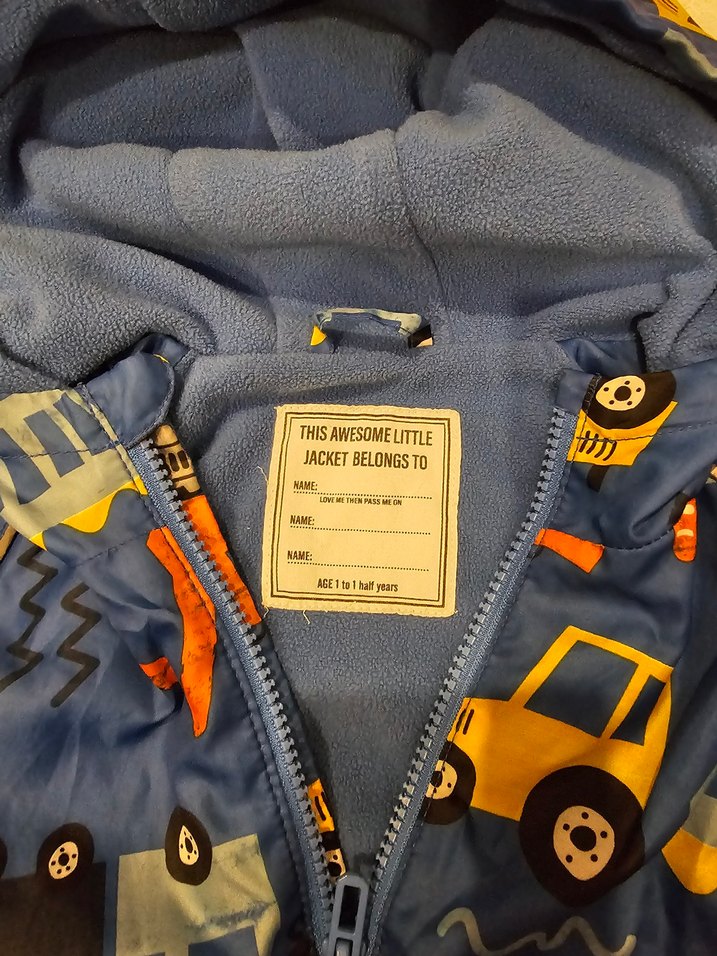 THIS AWESOME LITTLE
JACKET BELONGS TO
NAME:
LOVE ME THEN PASS ME ON
NAME:
NAME:
AGE 1 to 1 half years